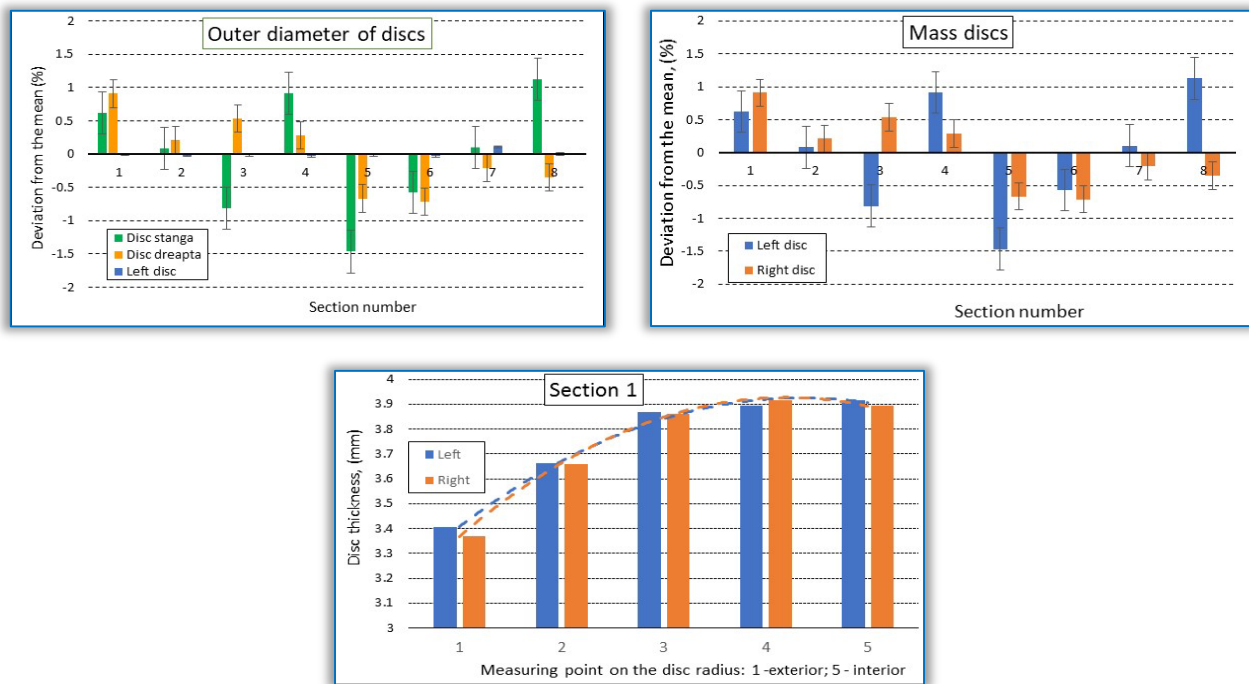 Outer diameter of discs
Deviation from the mean (%)
2
1.5
1
0.5
0
-0.5
-1
-1.5
-2
1 2 3 4 5 6 7 8
Disc stanga
Disc dreapta
Left disc
Section number
Mass discs
Deviation from the mean, (%)
2
1.5
1
0.5
0
-0.5
-1
-1.5
-2
1 2 3 4 5 6 7 8
Left disc
Right disc
Section number
Section 1
Disc thickness, (mm)
4
3.9
3.8
3.7
3.6
3.5
3.4
3.3
3.2
3.1
3
Left
Right
1 2 3 4 5
Measuring point on the disc radius: 1 -exterior; 5 - interior